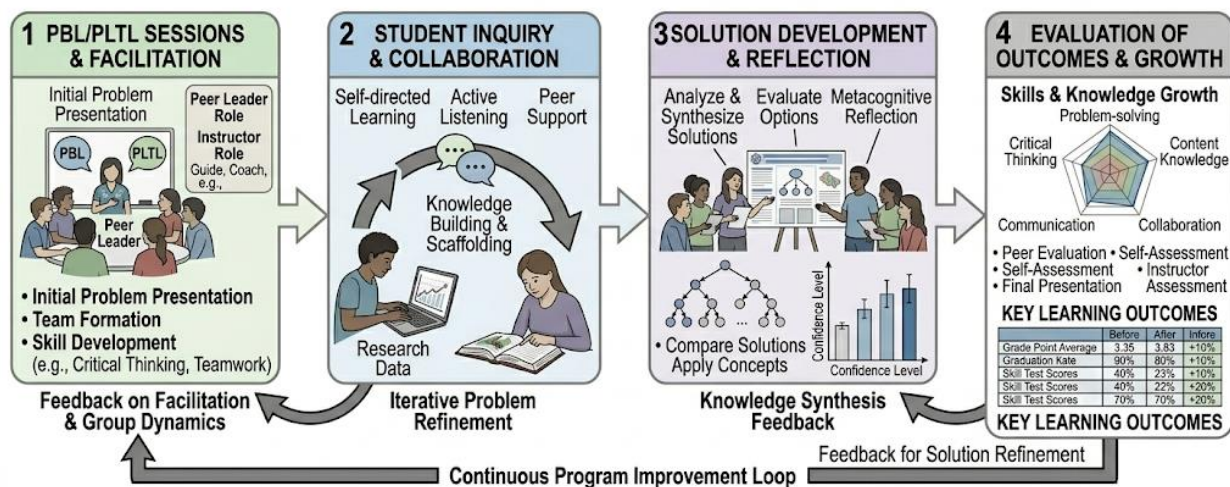 1 PBL/PLTL SESSIONS
& FACILITATION
Initial Problem
Presentation
Peer Leader
Role
Instructor
Role
Guide, Coach,
e.g.,
PBL
PLTL
Peer
Leader
• Initial Problem Presentation
• Team Formation
• Skill Development
(e.g., Critical Thinking, Teamwork)
Feedback on Facilitation
& Group Dynamics
2 STUDENT INQUIRY
& COLLABORATION
Self-directed
Learning
Active
Listening
Peer
Support
Knowledge
Building &
Scaffolding
Research
Data
Iterative Problem
Refinement
3 SOLUTION DEVELOPMENT
& REFLECTION
Analyze &
Synthesize
Solutions
Evaluate
Options
Metacognitive
Reflection
• Compare Solutions
Apply Concepts
Confidence Level
Confidence Level
Knowledge Synthesis
Feedback
4 EVALUATION OF
OUTCOMES & GROWTH
Skills & Knowledge Growth
Problem-solving
Critical
Thinking
Content
Knowledge
Communication
Collaboration
• Peer Evaluation • Self-Assessment
• Self-Assessment • Instructor
• Final Presentation Assessment
KEY LEARNING OUTCOMES
Before After Infore
Grade Point Average 3.35 3.83 +10%
Graduation Kate 90% 80% +10%
Skill Test Scores 40% 23% +10%
Skill Test Scores 40% 22% +20%
Skill Test Scores 70% 70% +20%
KEY LEARNING OUTCOMES
Feedback for Solution Refinement
Continuous Program Improvement Loop